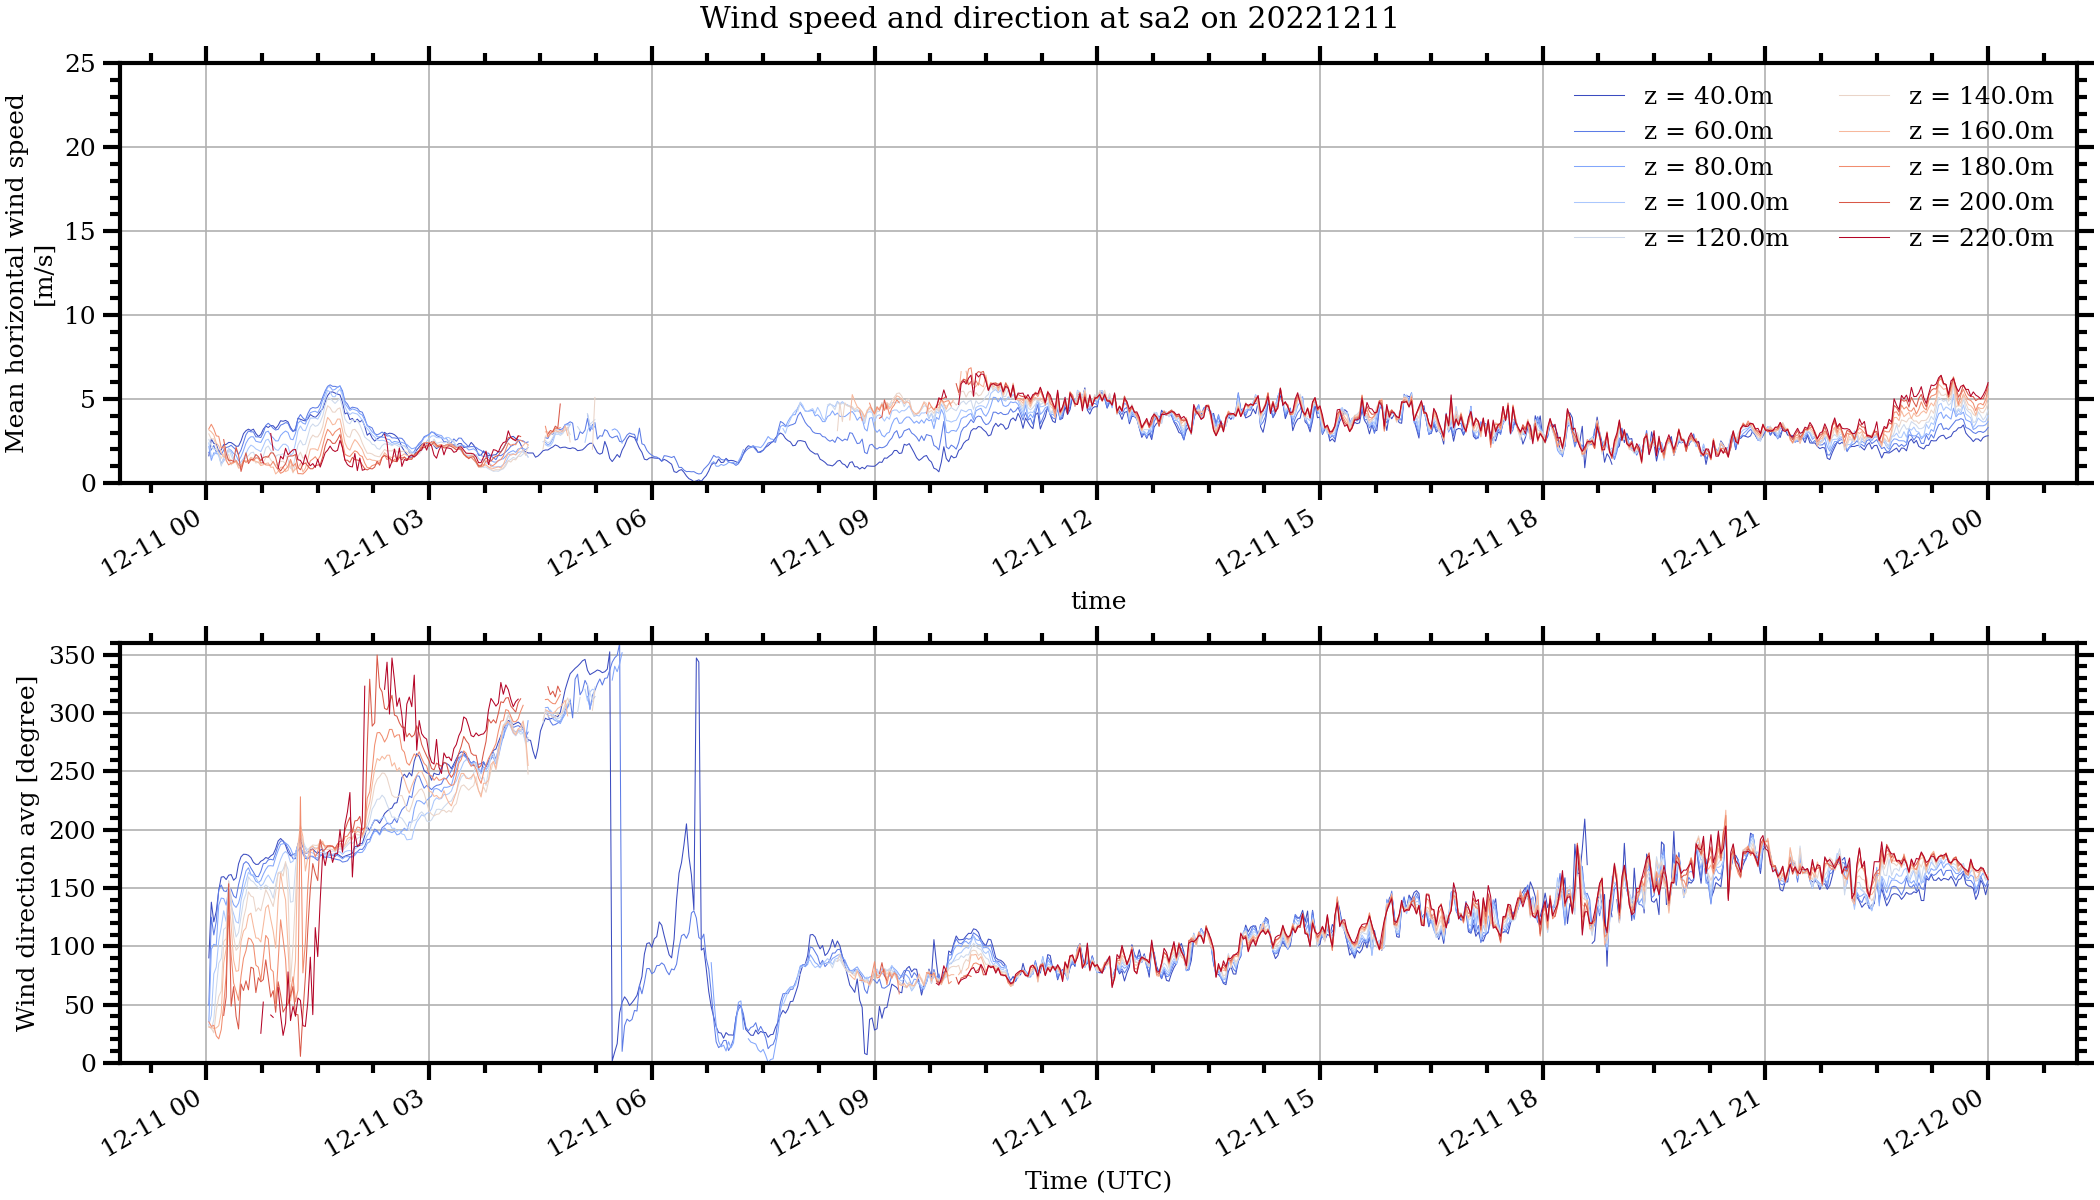 Wind speed and direction at sa2 on 20221211
Mean horizontal wind speed
[m/s]
25
20
15
10
5
0
z = 40.0m
z = 60.0m
z = 80.0m
z = 100.0m
z = 120.0m
z = 140.0m
z = 160.0m
z = 180.0m
z = 200.0m
z = 220.0m
12-11 00
12-11 03
12-11 06
12-11 09
12-11 12
12-11 15
12-11 18
12-11 21
12-12 00
time
Wind direction avg [degree]
350
300
250
200
150
100
50
0
12-11 00
12-11 03
12-11 06
12-11 09
12-11 12
12-11 15
12-11 18
12-11 21
12-12 00
Time (UTC)